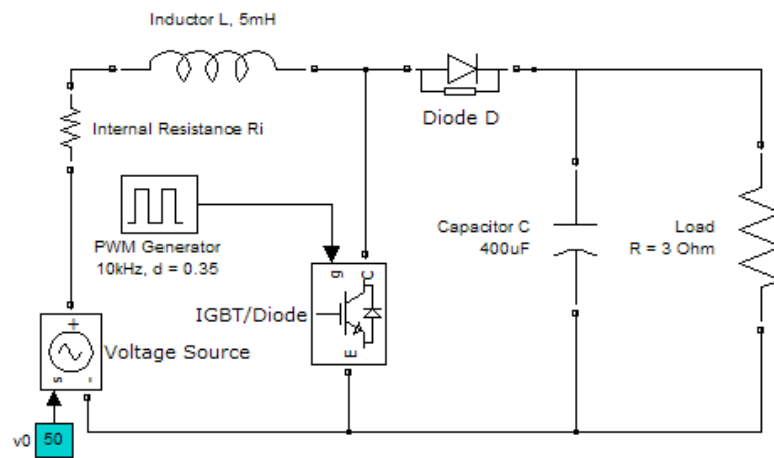 Inductor L, 5mH
Internal Resistance Ri
Diode D
PWM Generator
10kHz, d = 0.35
g
C
E
IGBT/Diode
Capacitor C
400uF
Load
R = 3 Ohm
+
Voltage Source
s
-
v0
50